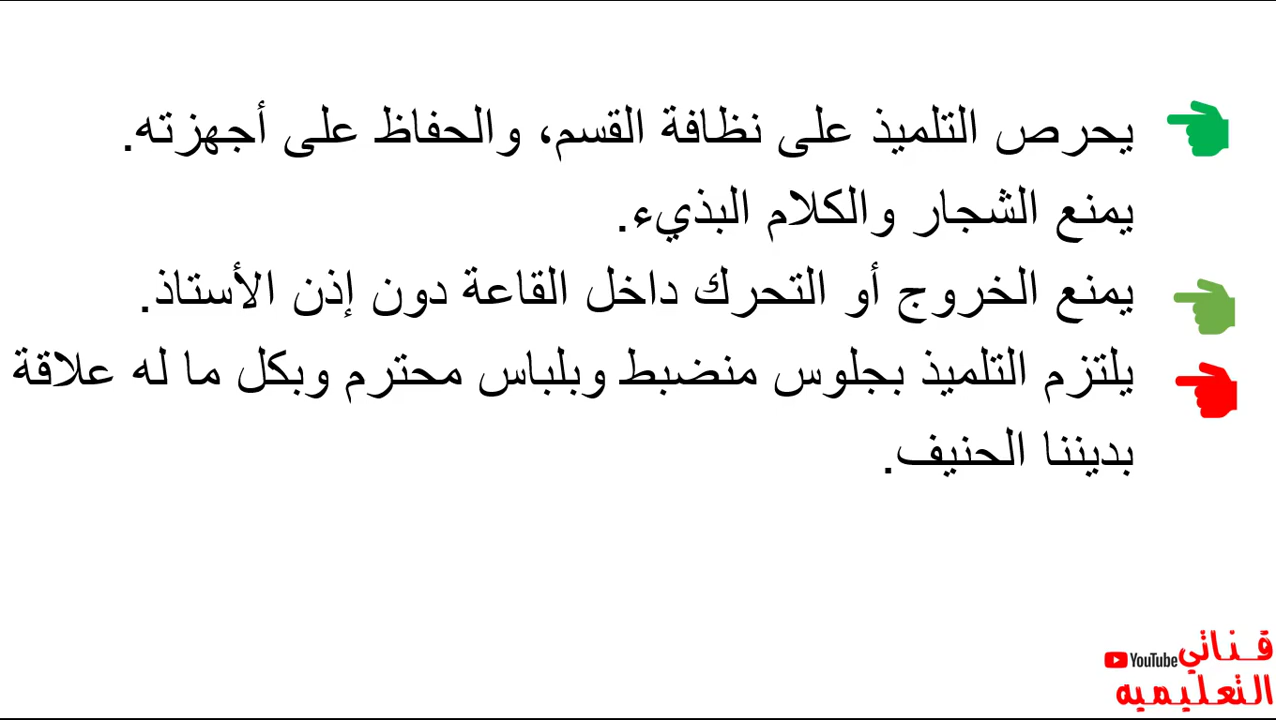 يحرص التلميذ على نظافة القسم، والحفاظ على أجهزته.
يمنع الشجار والكلام البذيء.
يمنع الخروج أو التحرك داخل القاعة دون إذن الأستاذ.
يلتزم التلميذ بجلوس منضبط وبلباس محترم وبكل ما له علاقة
بديننا الحنيف.
قناتي YouTube
التعليميه